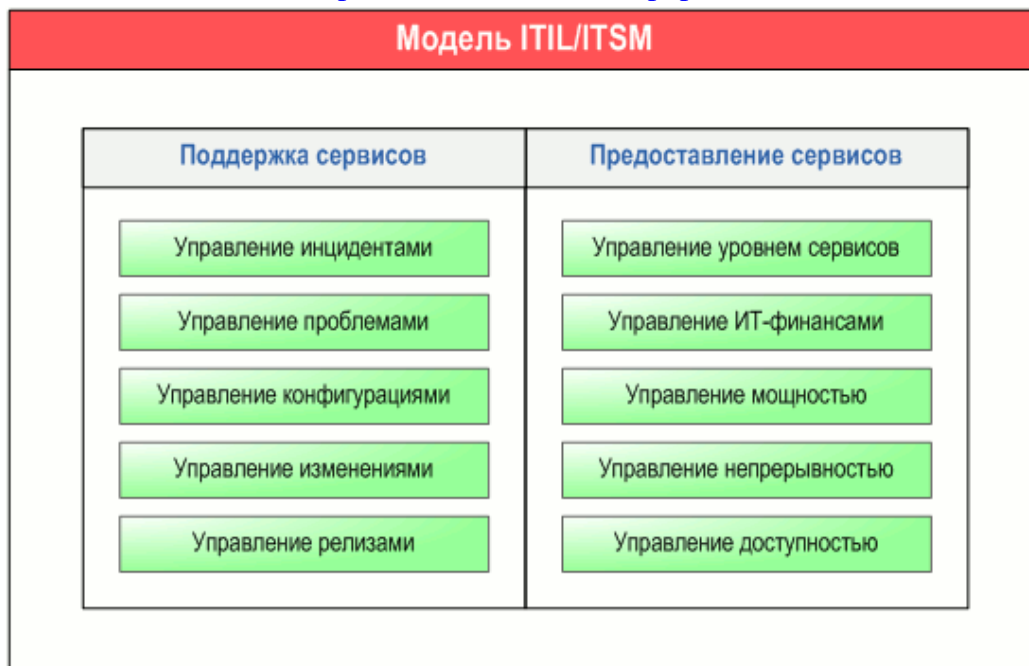 Модель ITIL/ITSM
Поддержка сервисов
Управление инцидентами
Управление проблемами
Управление конфигурациями
Управление изменениями
Управление релизами
Предоставление сервисов
Управление уровнем сервисов
Управление ИТ-финансами
Управление мощностью
Управление непрерывностью
Управление доступностью